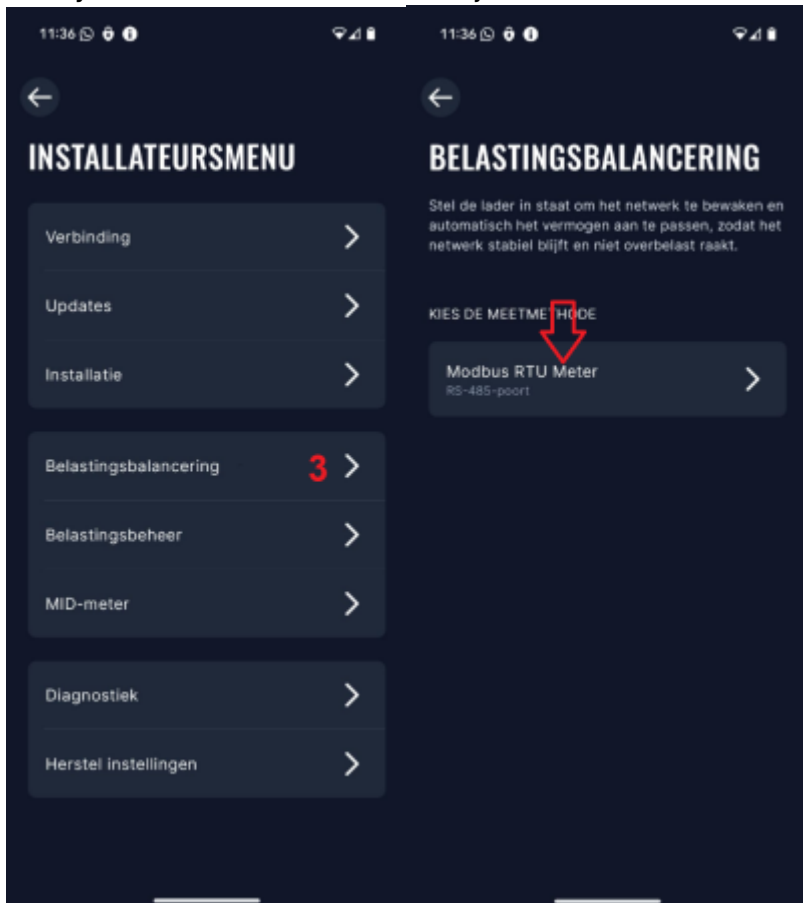 11:36
INSTALLATEURSMENU
Verbinding
Updates
Installatie
Belastingsbalancering
3
Belastingsbeheer
MID-meter
Diagnostiek
Herstel instellingen
11:36
BELASTINGSBALANCERING
Stel de lader in staat om het netwerk te bewaken en
automatisch het vermogen aan te passen, zodat het
netwerk stabiel blijft en niet overbelast raakt.
KIES DE MEETMETHODE
Modbus RTU Meter
RS-485-poort